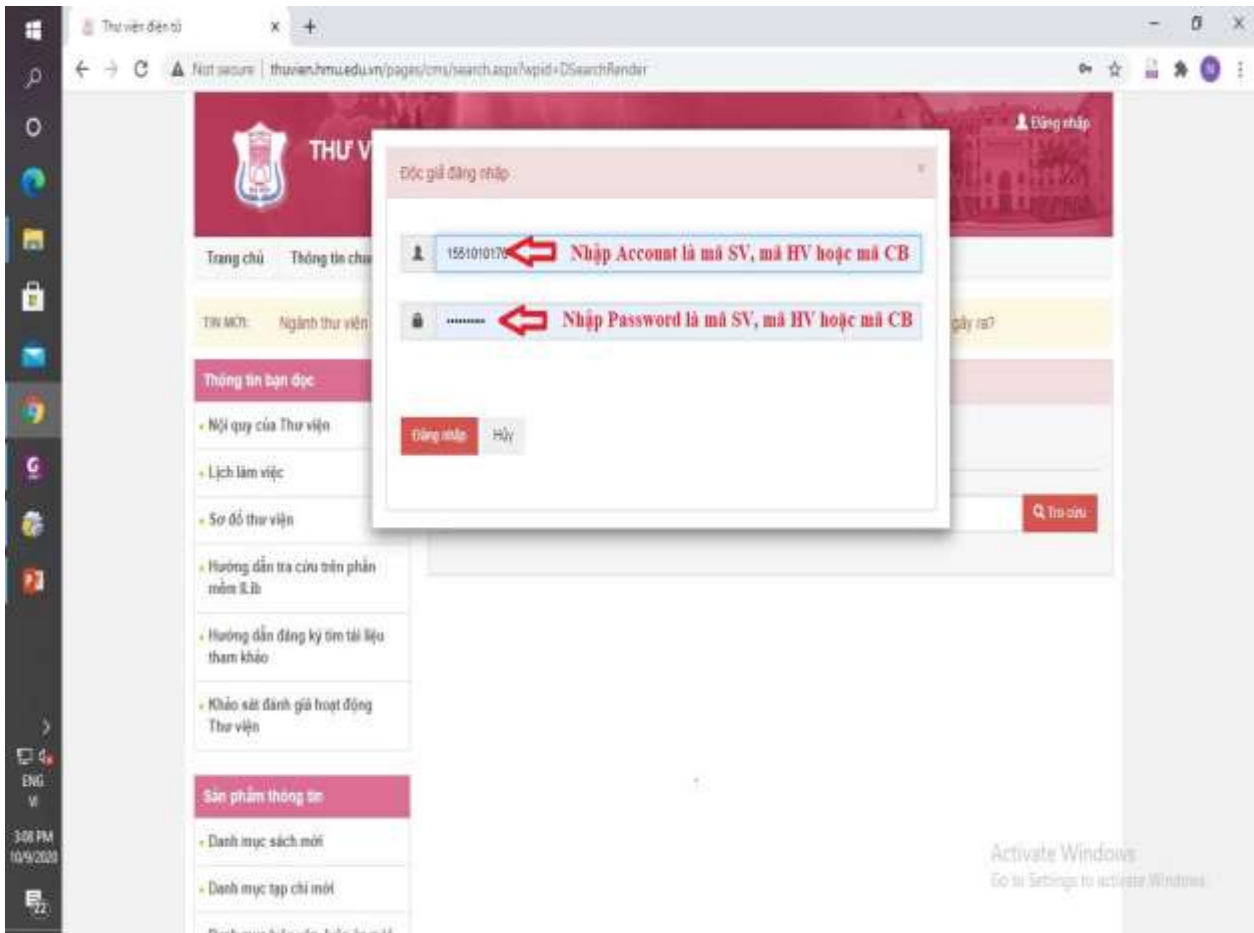 Thư viện điện tử
Not secure | thuvien.hmu.edu.vn/pages/cms/search.aspx?wpid=DSearchRender
THƯ V
Đăng nhập
Độc giả đăng nhập
Trang chủ Thông tin chu
Nhập Account là mã SV, mã HV hoặc mã CB
TIN MỚI: Ngành thư viện
Nhập Password là mã SV, mã HV hoặc mã CB
gây ra?
Thông tin bạn đọc
Nội quy của Thư viện
Đăng nhập Hủy
Lịch làm việc
Sơ đồ thư viện
Tra cứu
Hướng dẫn tra cứu trên phần
mềm ILib
Hướng dẫn đăng ký tìm tài liệu
tham khảo
Khảo sát đánh giá hoạt động
Thư viện
ENG
VI
Sản phẩm thông tin
3:08 PM
10/9/2020
Danh mục sách mới
Activate Windows
Go to Settings to activate Windows.
Danh mục tạp chí mới
22